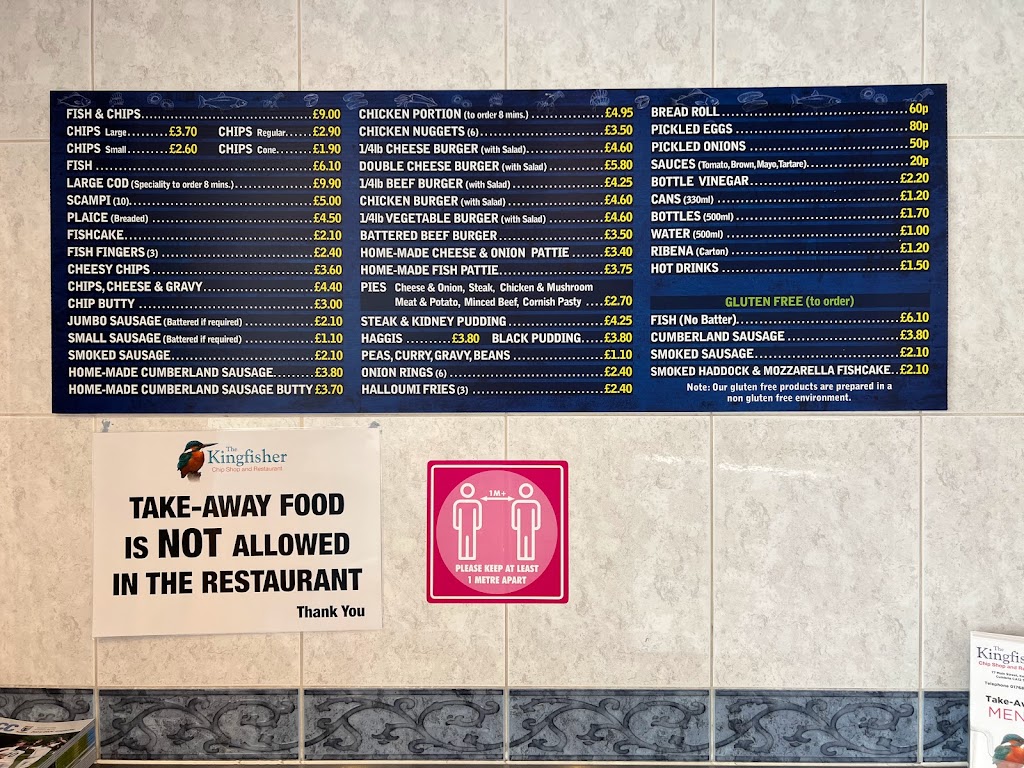 FISH & CHIPS.......£9.00
CHIPS Large.........£3.70 CHIPS Regular......£2.90
CHIPS Small.........£2.60 CHIPS Cone.......£1.90
FISH.......£6.10
LARGE COD (Speciality to order 8 mins.).......£9.90
SCAMPI (10).......£5.00
PLAICE (Breaded).......£4.50
FISHCAKE.......£2.10
FISH FINGERS (3).......£2.40
CHEESY CHIPS.......£3.60
CHIPS, CHEESE & GRAVY.......£4.40
CHIP BUTTY.......£3.00
JUMBO SAUSAGE (Battered if required).......£2.10
SMALL SAUSAGE (Battered if required).......£1.10
SMOKED SAUSAGE.......£2.10
HOME-MADE CUMBERLAND SAUSAGE.......£3.80
HOME-MADE CUMBERLAND SAUSAGE BUTTY £3.70
CHICKEN PORTION (to order 8 mins.).......£4.95
CHICKEN NUGGETS (6).......£3.50
1/4lb CHEESE BURGER (with Salad).......£4.60
DOUBLE CHEESE BURGER (with Salad).......£5.80
1/4lb BEEF BURGER (with Salad).......£4.25
CHICKEN BURGER (with Salad).......£4.60
1/4lb VEGETABLE BURGER (with Salad).......£4.60
BATTERED BEEF BURGER.......£3.50
HOME-MADE CHEESE & ONION PATTIE.......£3.40
HOME-MADE FISH PATTIE.......£3.75
PIES Cheese & Onion, Steak, Chicken & Mushroom
Meat & Potato, Minced Beef, Cornish Pasty ....£2.70
STEAK & KIDNEY PUDDING.......£4.25
HAGGIS ..........£3.80 BLACK PUDDING.....£3.80
PEAS, CURRY, GRAVY, BEANS.......£1.10
ONION RINGS (6).......£2.40
HALLOUMI FRIES (3).......£2.40
BREAD ROLL.......60p
PICKLED EGGS.......80p
PICKLED ONIONS.......50p
SAUCES (Tomato, Brown, Mayo, Tartare).......20p
BOTTLE VINEGAR.......£2.20
CANS (330ml).......£1.20
BOTTLES (500ml).......£1.70
WATER (500ml).......£1.00
RIBENA (Carton).......£1.20
HOT DRINKS.......£1.50
GLUTEN FREE (to order)
FISH (No Batter).......£6.10
CUMBERLAND SAUSAGE.......£3.80
SMOKED SAUSAGE.......£2.10
SMOKED HADDOCK & MOZZARELLA FISHCAKE..£2.10
Note: Our gluten free products are prepared in a
non gluten free environment.
The
Kingfisher
Chip Shop and Restaurant
TAKE-AWAY FOOD
IS NOT ALLOWED
IN THE RESTAURANT
Thank You
1M+
PLEASE KEEP AT LEAST
1 METRE APART
The
Kingfis
Chip Shop and R
Telephone 0176
Take-Aw
MEN